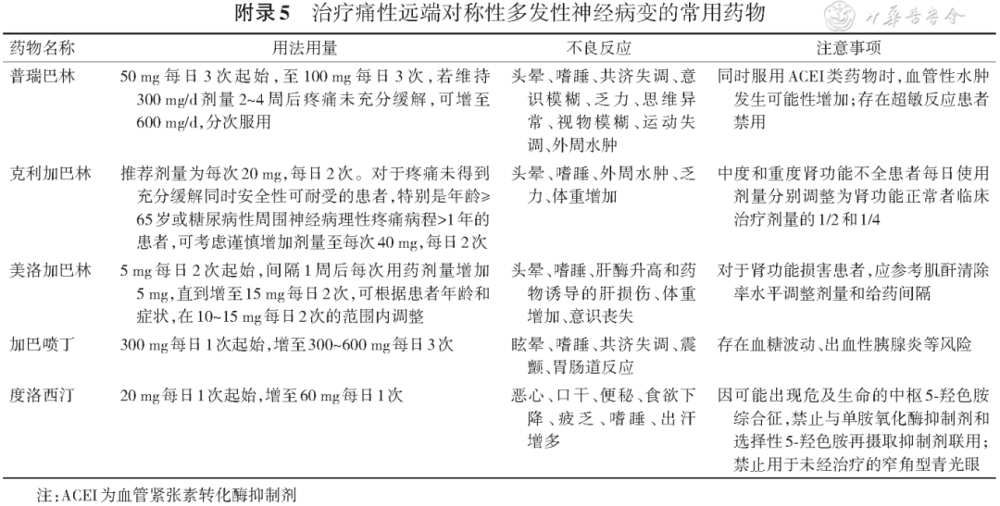 附录5 治疗痛性远端对称性多发性神经病变的常用药物
中华医学会
药物名称 用法用量 不良反应 注意事项
普瑞巴林 50 mg每日3次起始，至100 mg每日3次，若维持 头晕、嗜睡、共济失调、意 同时服用ACEI类药物时，血管性水肿
300 mg/d剂量2~4周后疼痛未充分缓解，可增至 识模糊、乏力、思维异 发生可能性增加；存在超敏反应患者
600 mg/d，分次服用 常、视物模糊、运动失 禁用
调、外周水肿
克利加巴林 推荐剂量为每次20 mg，每日2次。对于疼痛未得到 头晕、嗜睡、外周水肿、乏 中度和重度肾功能不全患者每日使用
充分缓解同时安全性可耐受的患者，特别是年龄≥ 力、体重增加 剂量分别调整为肾功能正常者临床
65岁或糖尿病性周围神经病理性疼痛病程>1年的 治疗剂量的1/2和1/4
患者，可考虑谨慎增加剂量至每次40 mg，每日2次
美洛加巴林 5 mg每日2次起始，间隔1周后每次用药剂量增加 头晕、嗜睡、肝酶升高和药 对于肾功能损害患者，应参考肌酐清除
5 mg，直到增至15 mg每日2次，可根据患者年龄和 物诱导的肝损伤、体重 率水平调整剂量和给药间隔
症状，在10~15 mg每日2次的范围内调整 增加、意识丧失
加巴喷丁 300 mg每日1次起始，增至300~600 mg每日3次 眩晕、嗜睡、共济失调、震 存在血糖波动、出血性胰腺炎等风险
颤、胃肠道反应
度洛西汀 20 mg每日1次起始，增至60 mg每日1次 恶心、口干、便秘、食欲下 因可能出现危及生命的中枢5-羟色胺
降、疲乏、嗜睡、出汗 综合征，禁止与单胺氧化酶抑制剂和
增多 选择性5-羟色胺再摄取抑制剂联用；
禁止用于未经治疗的窄角型青光眼
注：ACEI为血管紧张素转化酶抑制剂